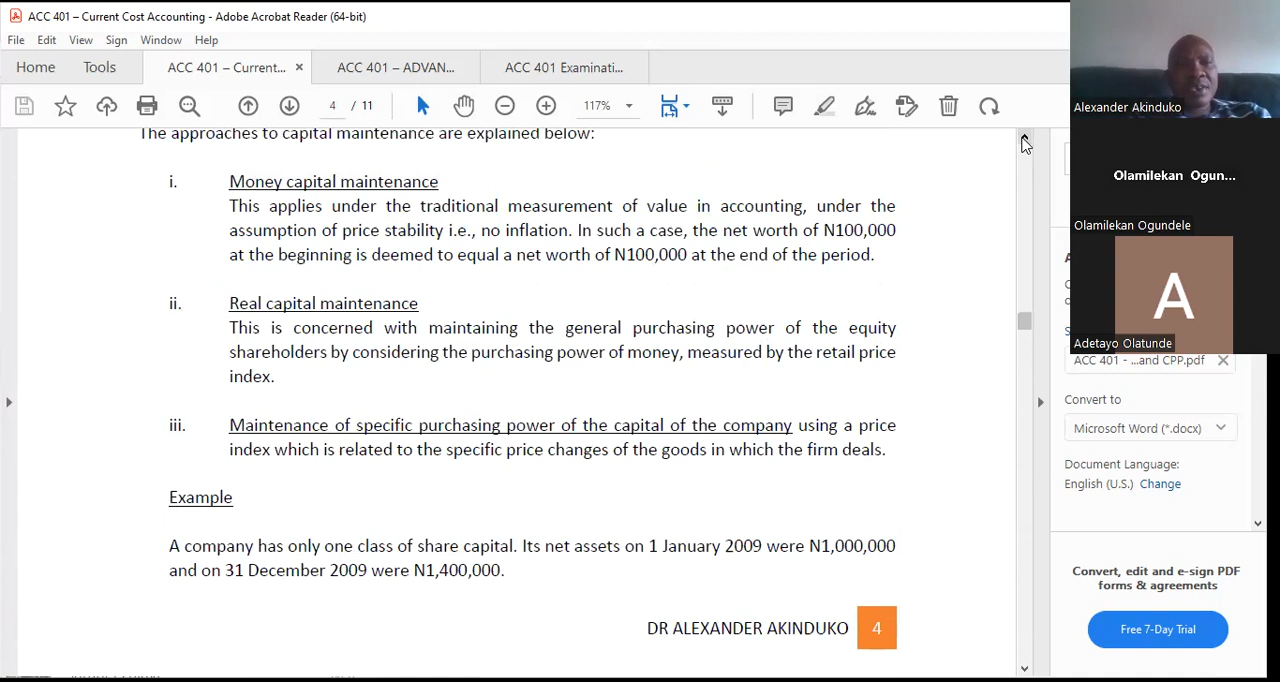 ACC 401 – Current Cost Accounting - Adobe Acrobat Reader (64-bit)
File Edit View Sign Window Help
Home Tools ACC 401 – Current... × ACC 401 – ADVAN... ACC 401 Examinati...
4 / 11 117%
The approaches to capital maintenance are explained below:
i. Money capital maintenance
This applies under the traditional measurement of value in accounting, under the
assumption of price stability i.e., no inflation. In such a case, the net worth of N100,000
at the beginning is deemed to equal a net worth of N100,000 at the end of the period.
ii. Real capital maintenance
This is concerned with maintaining the general purchasing power of the equity
shareholders by considering the purchasing power of money, measured by the retail price
index.
iii. Maintenance of specific purchasing power of the capital of the company using a price
index which is related to the specific price changes of the goods in which the firm deals.
Example
A company has only one class of share capital. Its net assets on 1 January 2009 were N1,000,000
and on 31 December 2009 were N1,400,000.
DR ALEXANDER AKINDUKO 4
Alexander Akinduko
Olamilekan Ogun...
Olamilekan Ogundele
A
Adetayo Olatunde
ACC 401 - ...and CPP.pdf
Convert to
Microsoft Word (*.docx)
Document Language:
English (U.S.) Change
Convert, edit and e-sign PDF
forms & agreements
Free 7-Day Trial